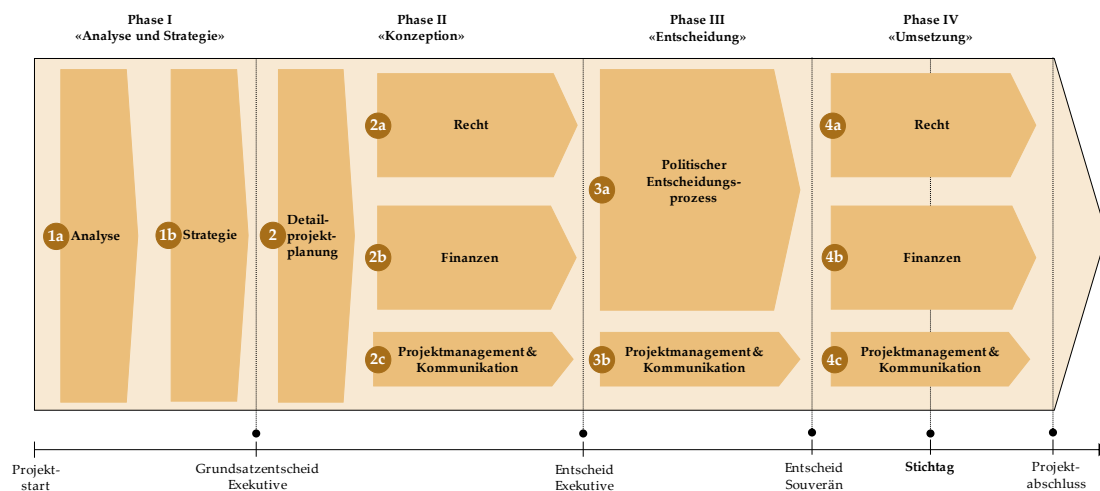 Phase I
«Analyse und Strategie»
Phase II
«Konzeption»
Phase III
«Entscheidung»
Phase IV
«Umsetzung»
1a Analyse
1b Strategie
2 Detail-
projekt-
planung
2a Recht
2b Finanzen
2c Projektmanagement &
Kommunikation
3a Politischer
Entscheidungs-
prozess
3b Projektmanagement &
Kommunikation
4a Recht
4b Finanzen
4c Projektmanagement &
Kommunikation
Projekt-
start
Grundsatzentscheid
Exekutive
Entscheid
Exekutive
Entscheid
Souverän
Stichtag
Projekt-
abschluss